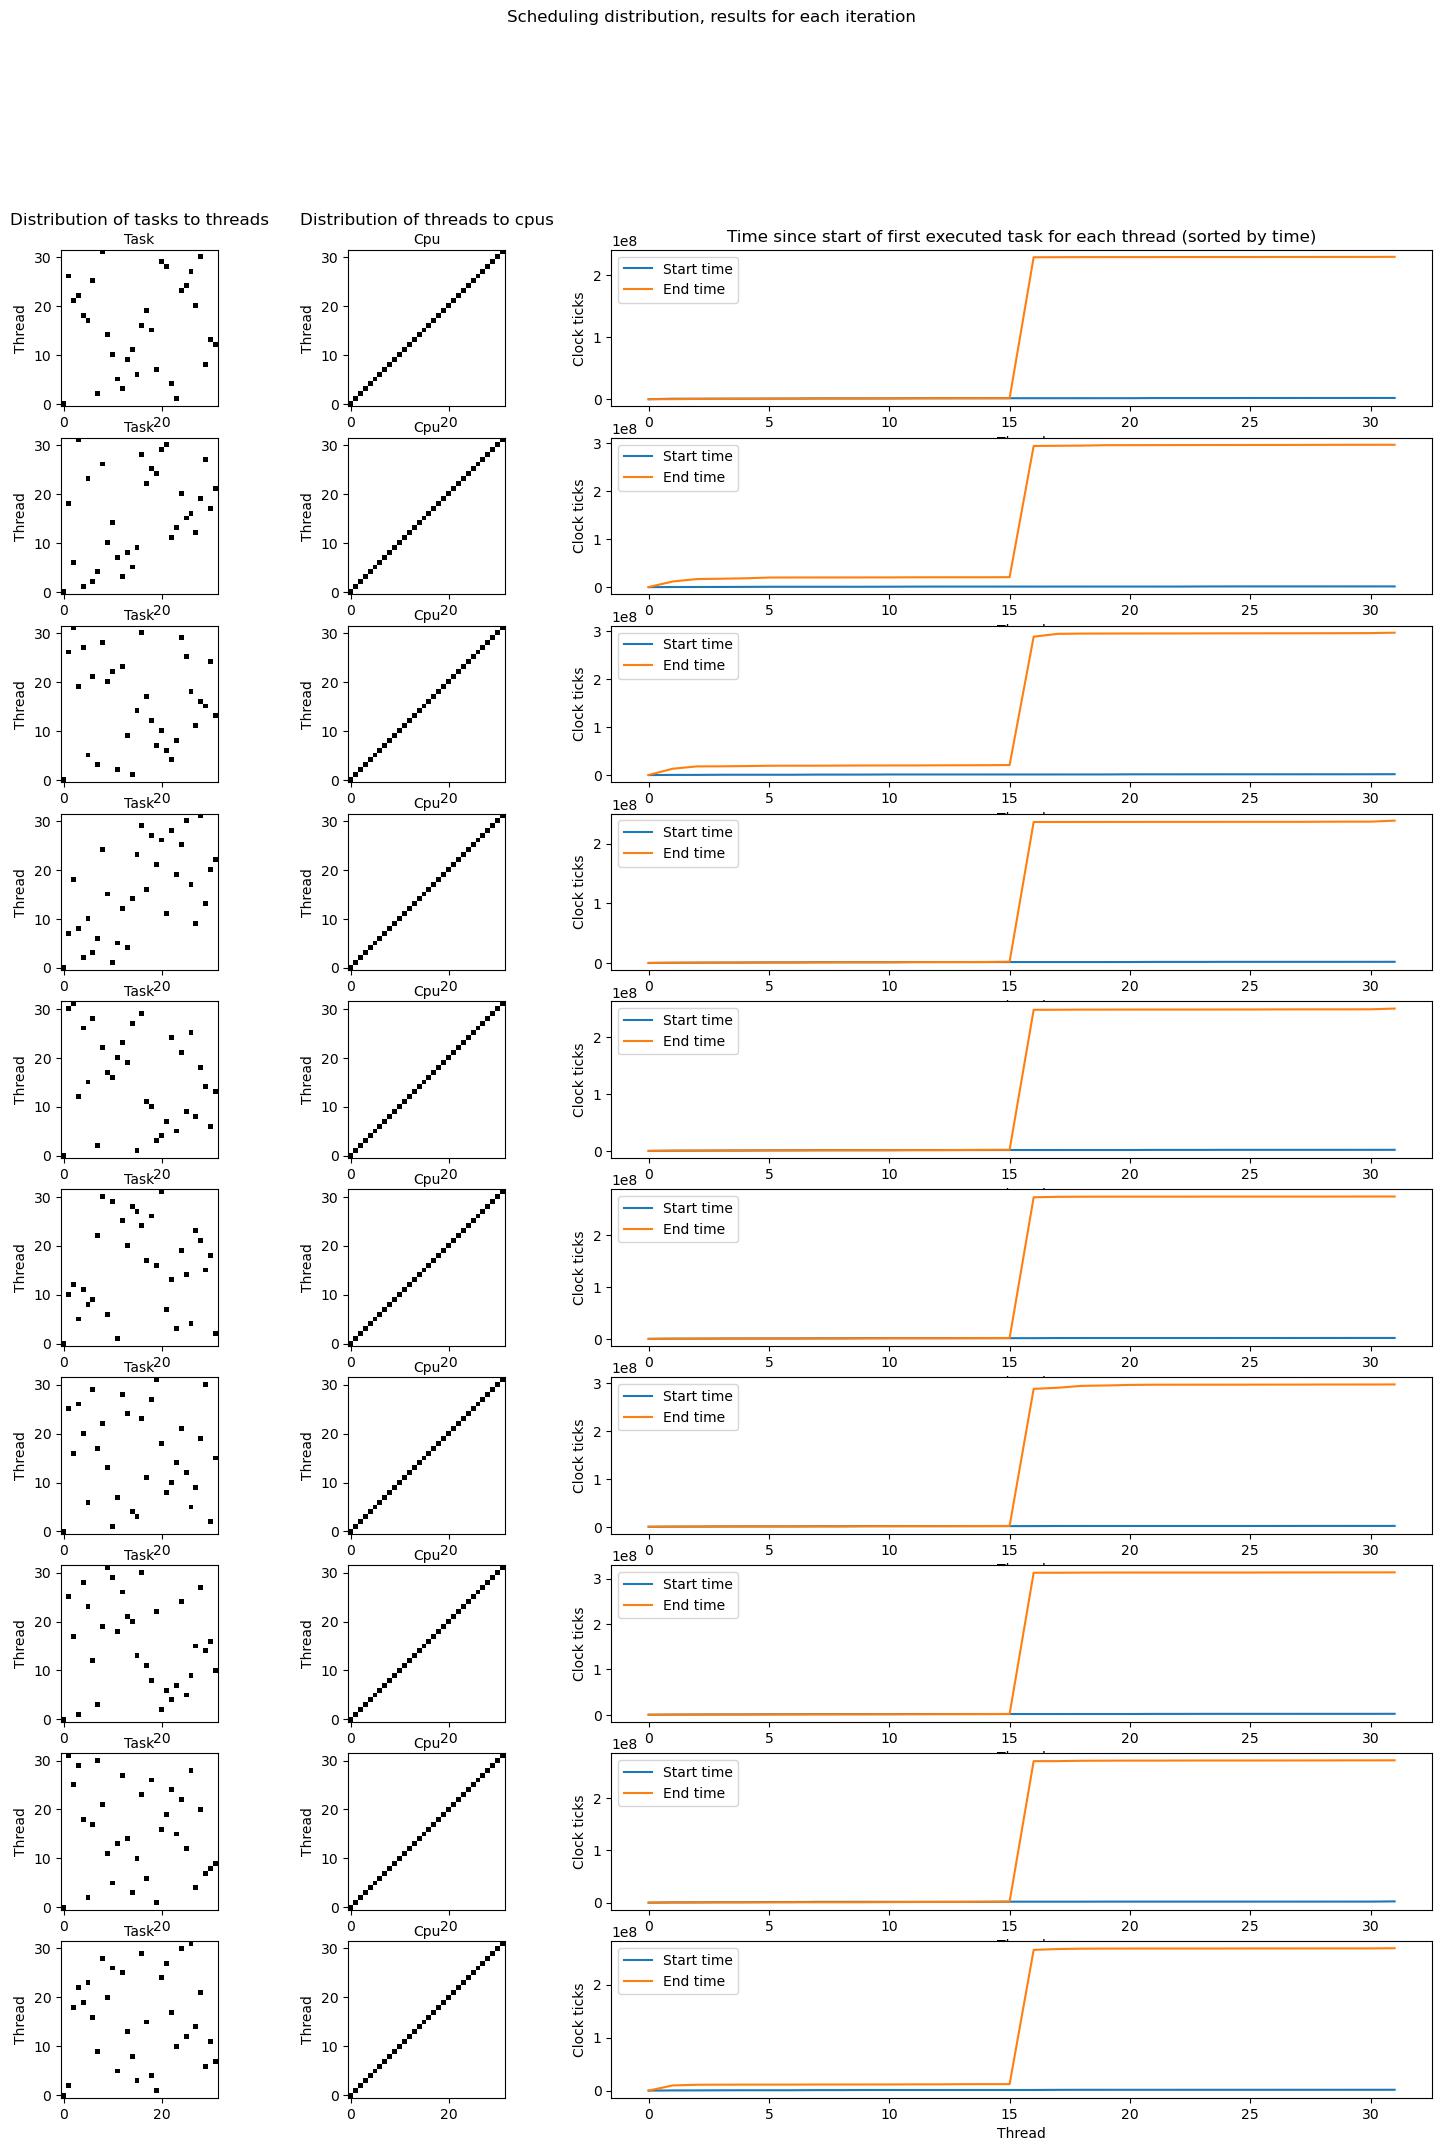 Scheduling distribution, results for each iteration
Distribution of tasks to threads
Distribution of threads to cpus
Time since start of first executed task for each thread (sorted by time)
Task
Thread
30
20
10
0
0
20
Cpu
Thread
30
20
10
0
0
20
1e8
Clock ticks
2
1
0
Start time
End time
0 5 10 15 20 25 30
Task
Thread
30
20
10
0
0
20
Cpu
Thread
30
20
10
0
0
20
1e8
Clock ticks
3
2
1
0
Start time
End time
0 5 10 15 20 25 30
Task
Thread
30
20
10
0
0
20
Cpu
Thread
30
20
10
0
0
20
1e8
Clock ticks
3
2
1
0
Start time
End time
0 5 10 15 20 25 30
Task
Thread
30
20
10
0
0
20
Cpu
Thread
30
20
10
0
0
20
1e8
Clock ticks
2
1
0
Start time
End time
0 5 10 15 20 25 30
Task
Thread
30
20
10
0
0
20
Cpu
Thread
30
20
10
0
0
20
1e8
Clock ticks
2
1
0
Start time
End time
0 5 10 15 20 25 30
Task
Thread
30
20
10
0
0
20
Cpu
Thread
30
20
10
0
0
20
1e8
Clock ticks
2
1
0
Start time
End time
0 5 10 15 20 25 30
Task
Thread
30
20
10
0
0
20
Cpu
Thread
30
20
10
0
0
20
1e8
Clock ticks
3
2
1
0
Start time
End time
0 5 10 15 20 25 30
Task
Thread
30
20
10
0
0
20
Cpu
Thread
30
20
10
0
0
20
1e8
Clock ticks
3
2
1
0
Start time
End time
0 5 10 15 20 25 30
Task
Thread
30
20
10
0
0
20
Cpu
Thread
30
20
10
0
0
20
1e8
Clock ticks
2
1
0
Start time
End time
0 5 10 15 20 25 30
Task
Thread
30
20
10
0
0
20
Cpu
Thread
30
20
10
0
0
20
1e8
Clock ticks
2
1
0
Start time
End time
0 5 10 15 20 25 30
Thread